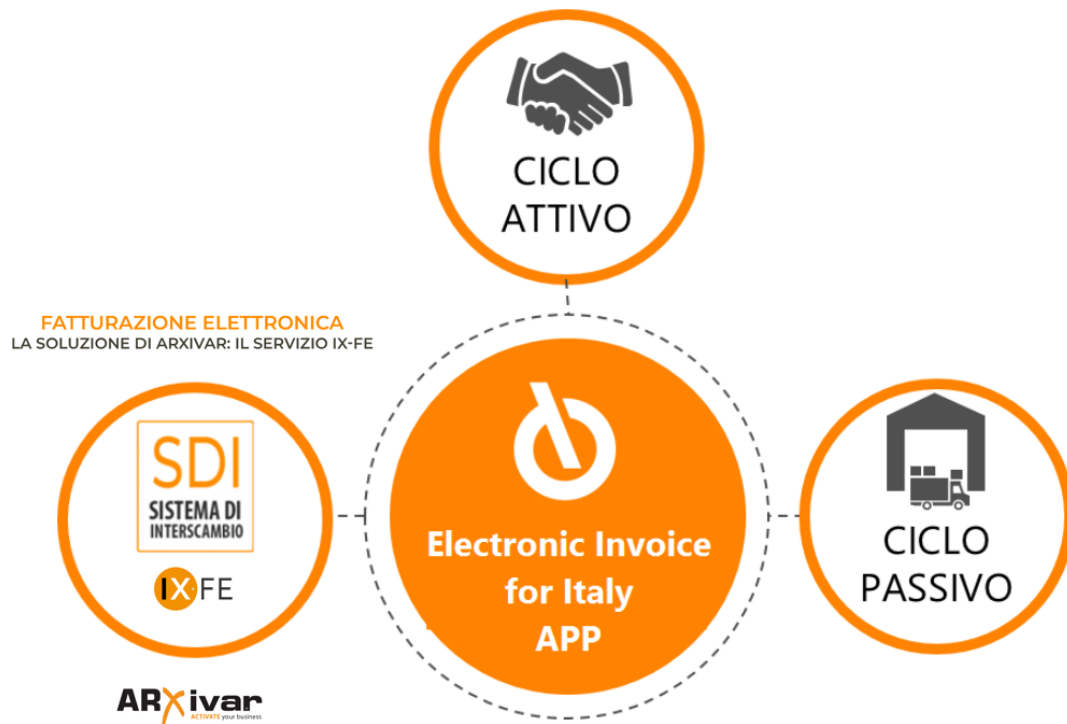 CICLO
ATTIVO
FATTURAZIONE ELETTRONICA
LA SOLUZIONE DI ARXIVAR: IL SERVIZIO IX-FE
SDI
SISTEMA DI
INTERSCAMBIO
IX·FE
Electronic Invoice
for Italy
APP
CICLO
PASSIVO
ARXivar
ACTIVATE your business